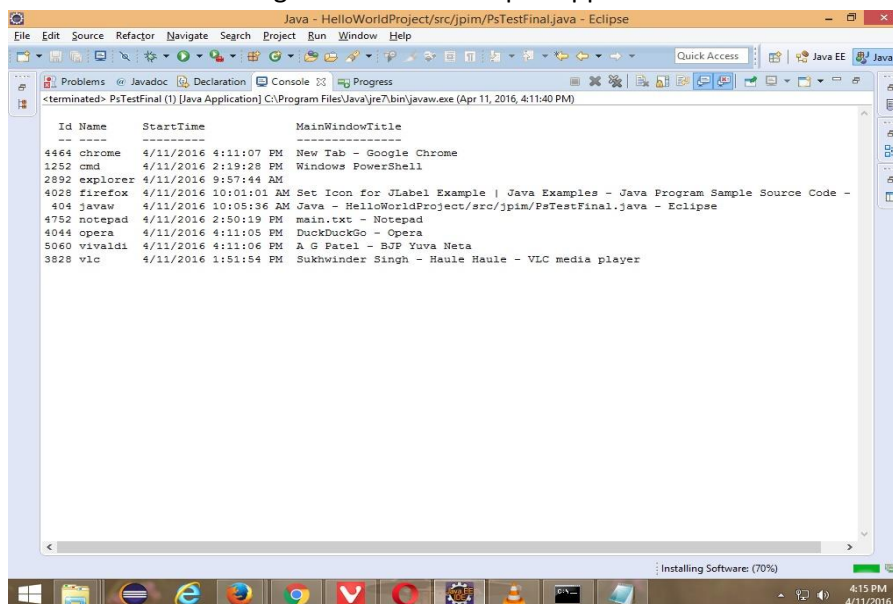 Java - HelloWorldProject/src/jpim/PsTestFinal.java - Eclipse
File Edit Source Refactor Navigate Search Project Run Window Help
Quick Access Java EE Java
Problems @ Javadoc Declaration Console Progress
<terminated> PsTestFinal (1) [Java Application] C:\Program Files\Java\jre7\bin\javaw.exe (Apr 11, 2016, 4:11:40 PM)
Id Name StartTime MainWindowTitle
-- ---- --------- ---------------
4464 chrome 4/11/2016 4:11:07 PM New Tab - Google Chrome
1252 cmd 4/11/2016 2:19:28 PM Windows PowerShell
2892 explorer 4/11/2016 9:57:44 AM
4028 firefox 4/11/2016 10:01:01 AM Set Icon for JLabel Example | Java Examples - Java Program Sample Source Code -
404 javaw 4/11/2016 10:05:36 AM Java - HelloWorldProject/src/jpim/PsTestFinal.java - Eclipse
4752 notepad 4/11/2016 2:50:19 PM main.txt - Notepad
4044 opera 4/11/2016 4:11:05 PM DuckDuckGo - Opera
5060 vivaldi 4/11/2016 4:11:06 PM A G Patel - BJP Yuva Neta
3828 vlc 4/11/2016 1:51:54 PM Sukhwinder Singh - Haule Haule - VLC media player
Installing Software: (70%)
4:15 PM
4/11/2016